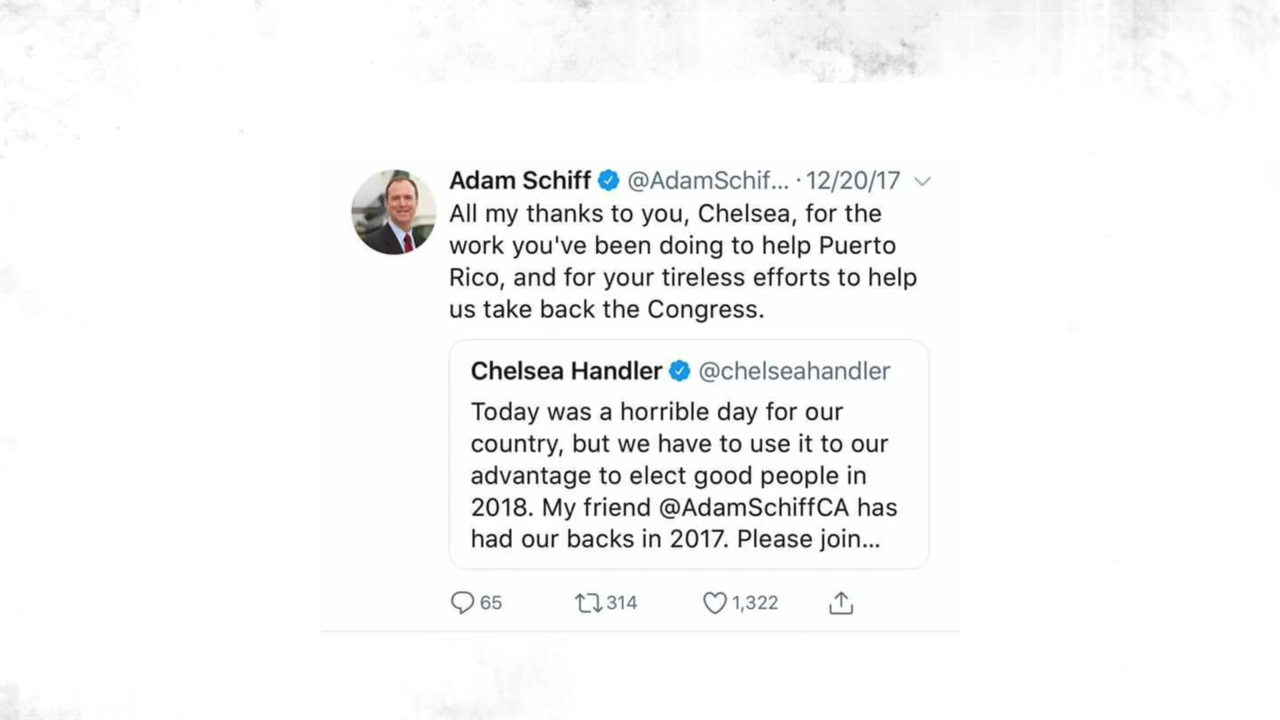 Adam Schiff @AdamSchif... · 12/20/17
All my thanks to you, Chelsea, for the
work you've been doing to help Puerto
Rico, and for your tireless efforts to help
us take back the Congress.
Chelsea Handler @chelseahandler
Today was a horrible day for our
country, but we have to use it to our
advantage to elect good people in
2018. My friend @AdamSchiffCA has
had our backs in 2017. Please join...
65 314 1,322